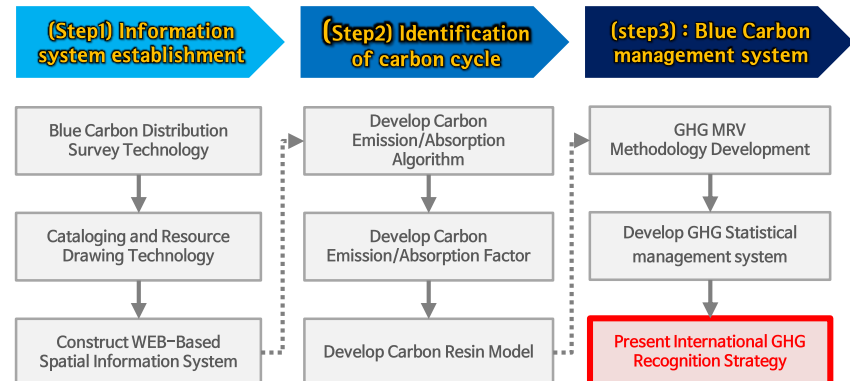 (Step1) Information
system establishment
(Step2) Identification
of carbon cycle
(step3) : Blue Carbon
management system
Blue Carbon Distribution
Survey Technology
Cataloging and Resource
Drawing Technology
Construct WEB-Based
Spatial Information System
Develop Carbon
Emission/Absorption
Algorithm
Develop Carbon
Emission/Absorption Factor
Develop Carbon Resin Model
GHG MRV
Methodology Development
Develop GHG Statistical
management system
Present International GHG
Recognition Strategy